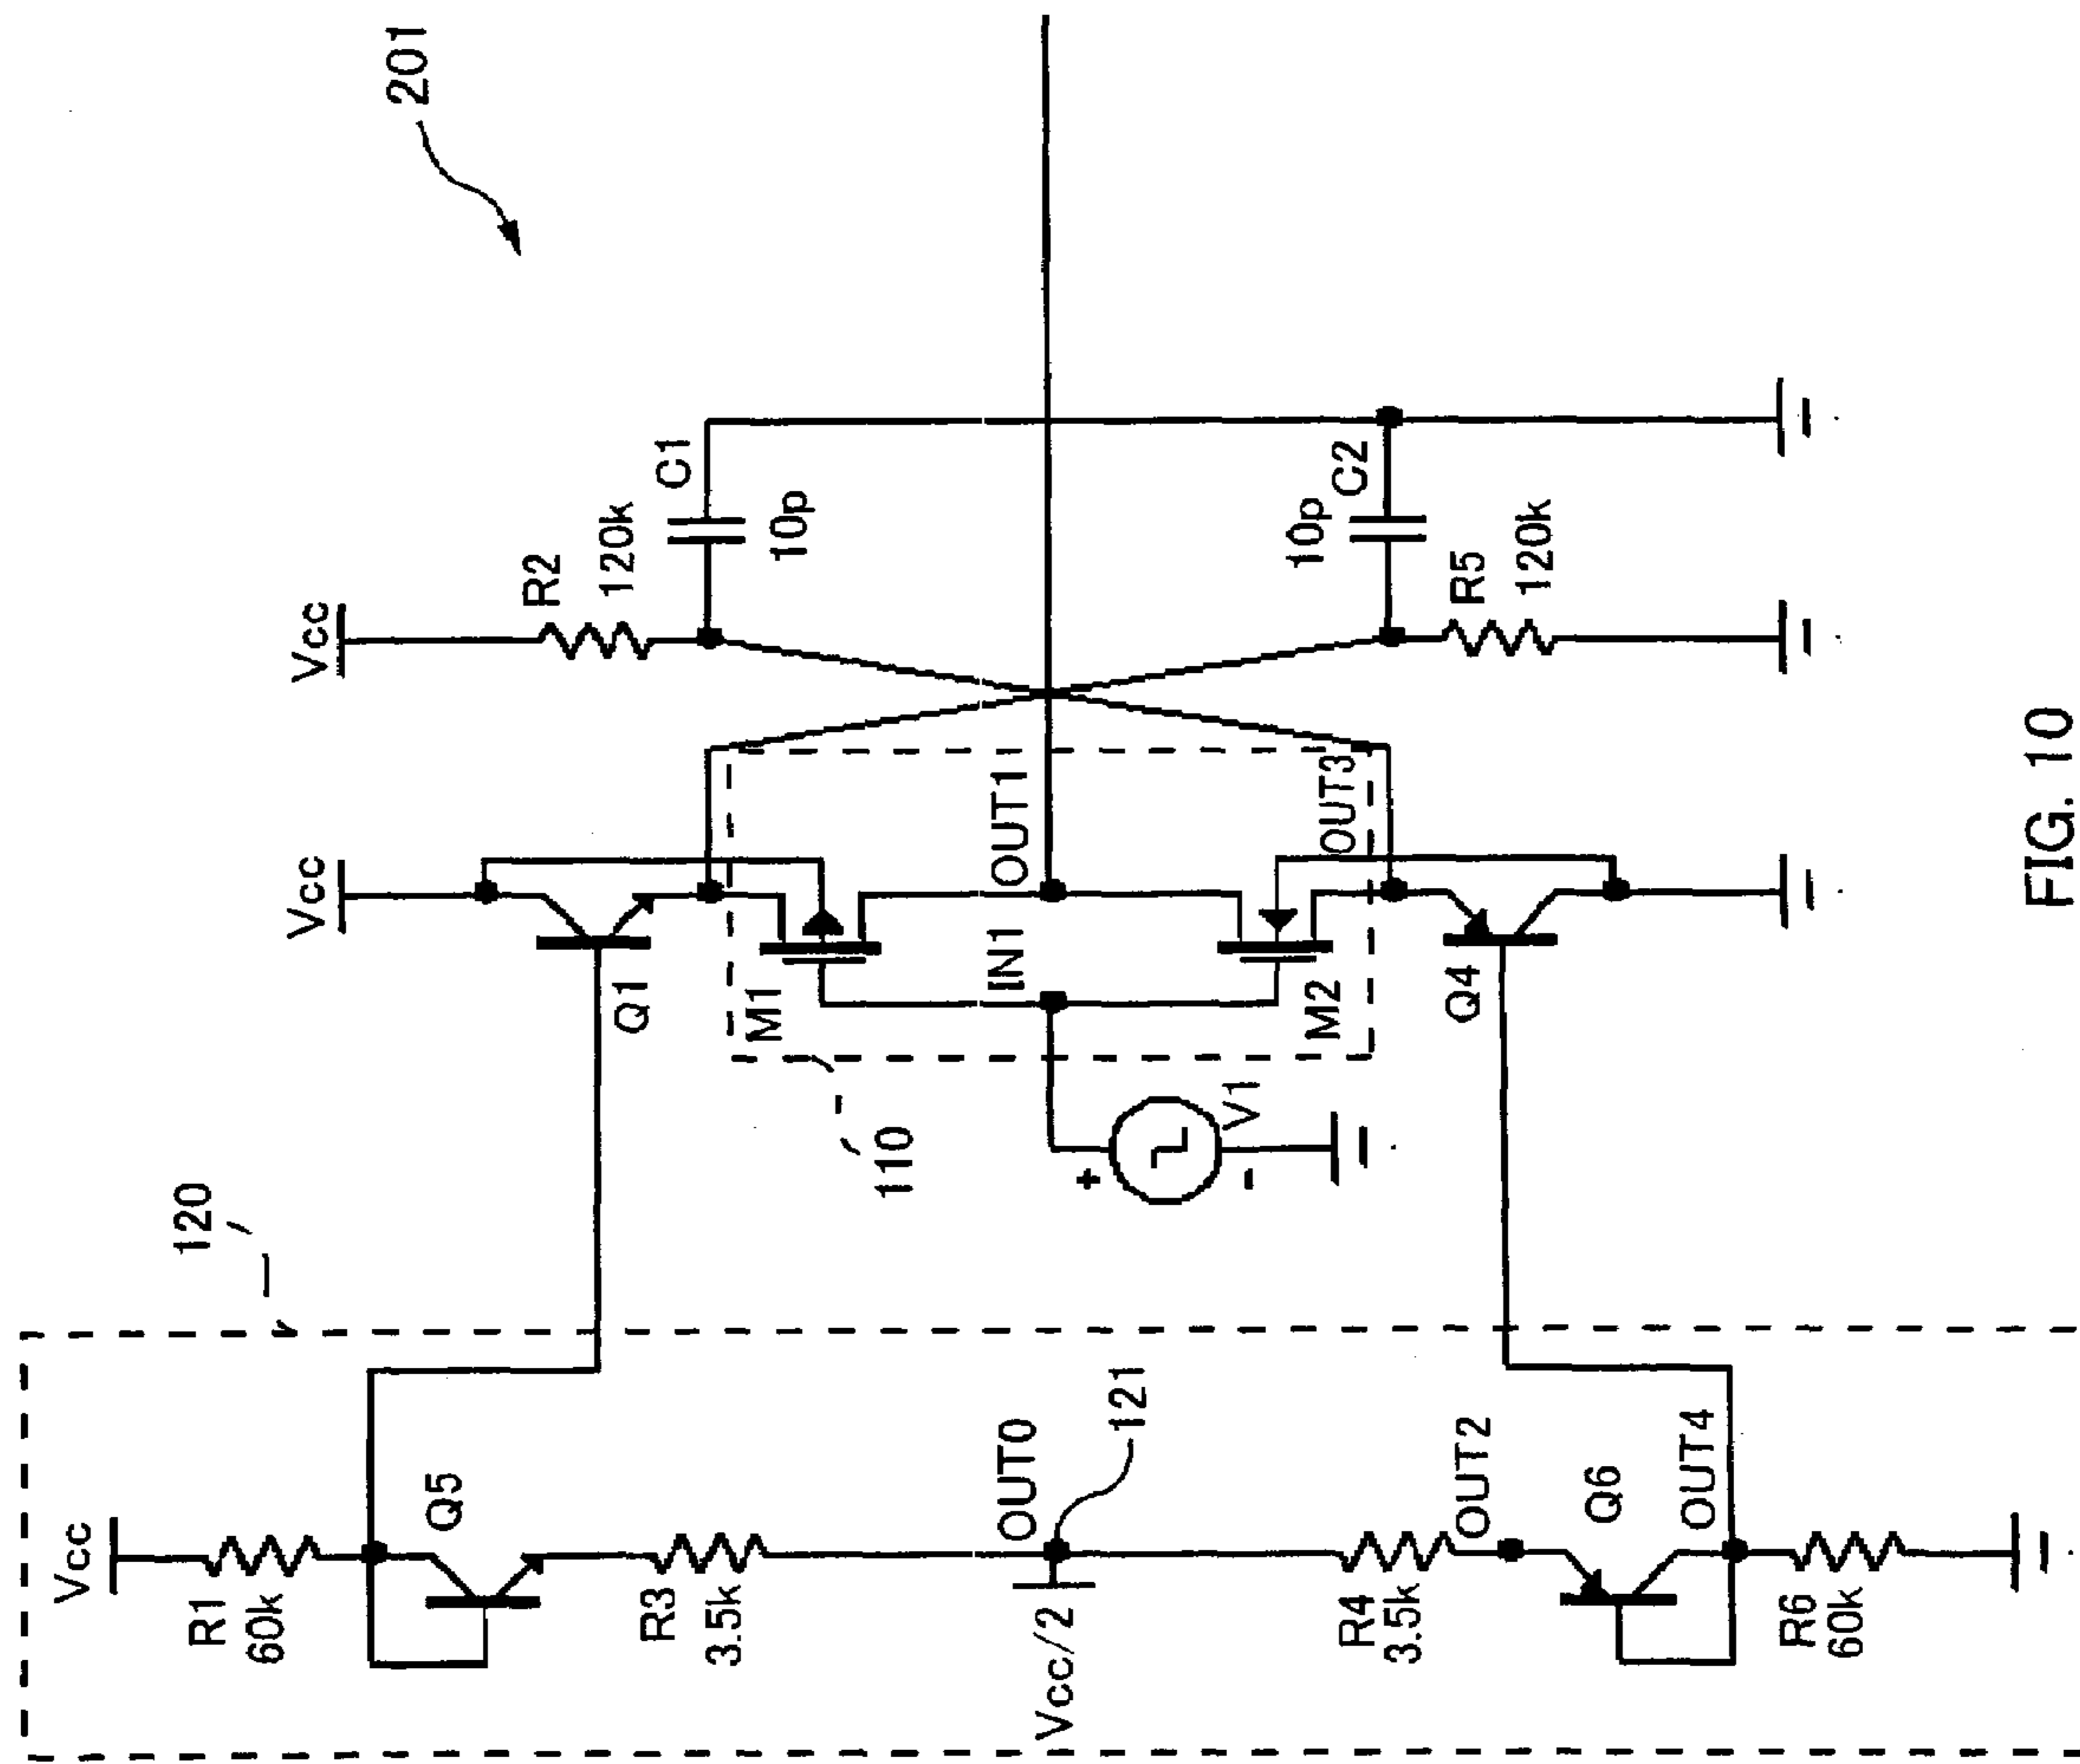 201
Vcc
R2
120k
C1
10p
10p
C2
R5
120k
Vcc
Q1
M1
IN1
OUT1
OUT3
M2
Q4
V1
+
-
110
120
Vcc
R1
60k
Q5
R3
3.5k
OUT0
121
Vcc/2
R4
3.5k
OUT2
Q6
OUT4
R6
60k
FIG. 10